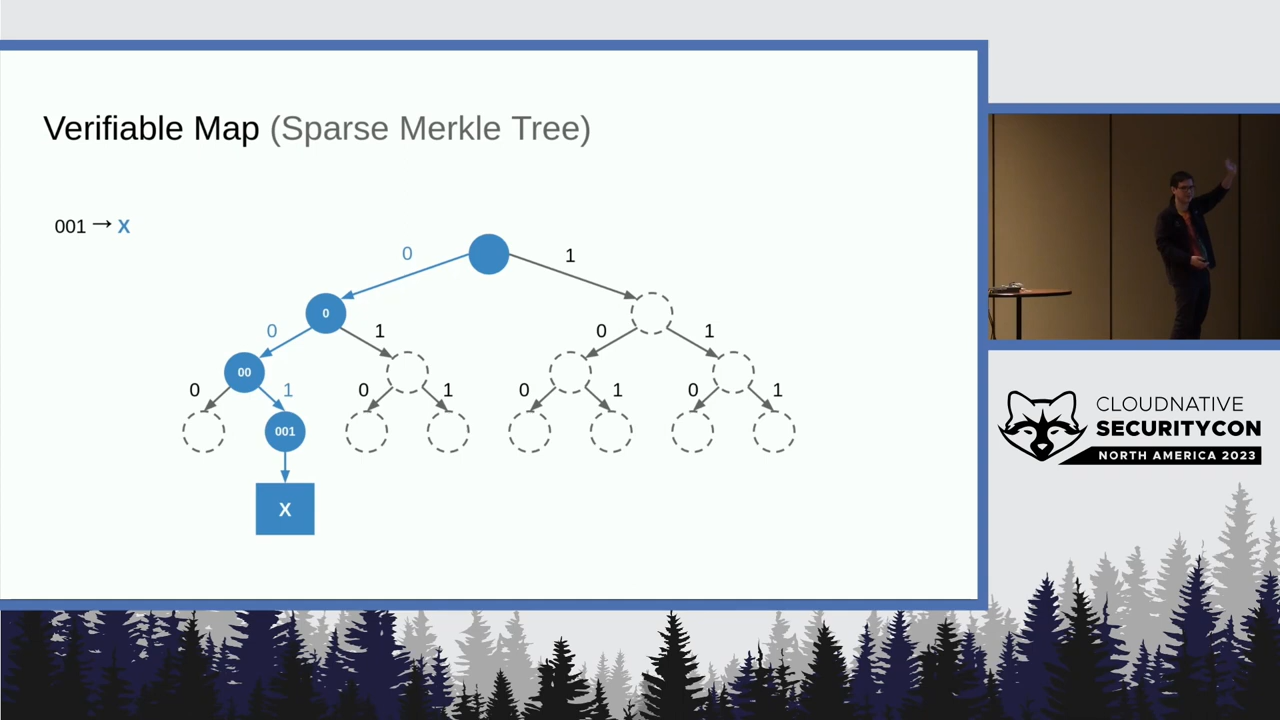 Verifiable Map (Sparse Merkle Tree)
001 → X
0 1
0
0 1 0 1
00
0 1 0 1 0 1 0 1
001
X
CLOUDNATIVE
SECURITYCON
NORTH AMERICA 2023